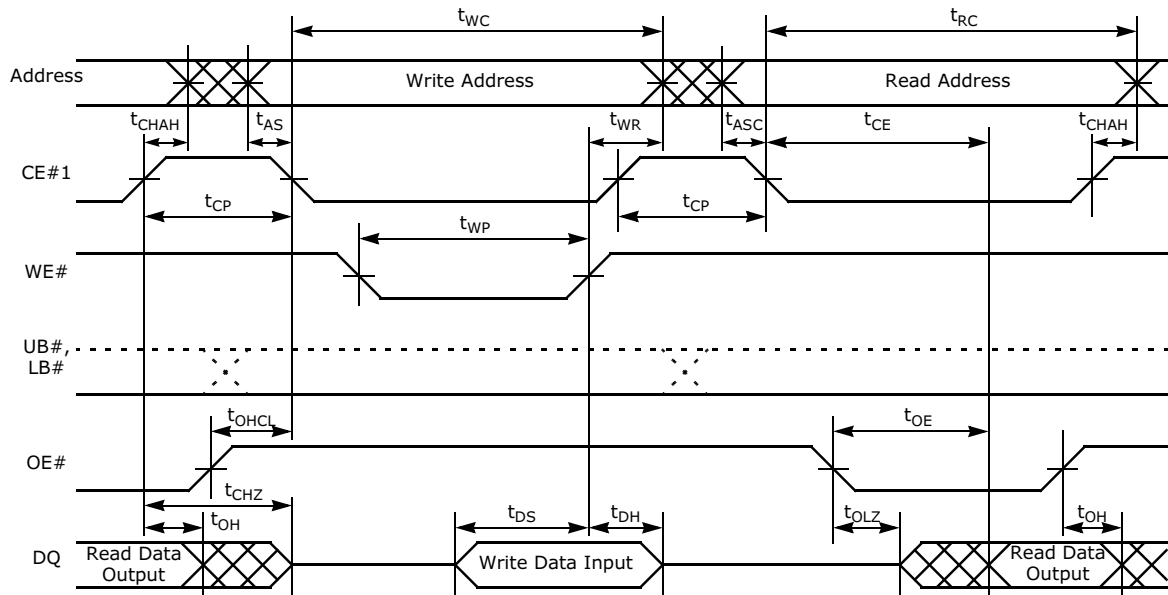 tWC
tRC
Address
Write Address
Read Address
tCHAH
tAS
tWR
tASC
tCE
tCHAH
CE#1
tCP
tCP
tWP
WE#
UB#,
LB#
tOHCL
tOE
OE#
tCHZ
tOH
tDS
tDH
tOLZ
tOH
DQ
Read Data
Output
Write Data Input
Read Data
Output